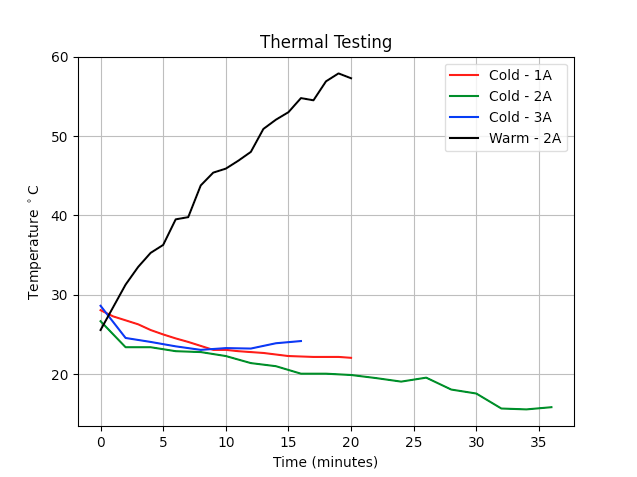 Thermal Testing
Cold - 1A
Cold - 2A
Cold - 3A
Warm - 2A
Temperature °C
60
50
40
30
20
0 5 10 15 20 25 30 35
Time (minutes)